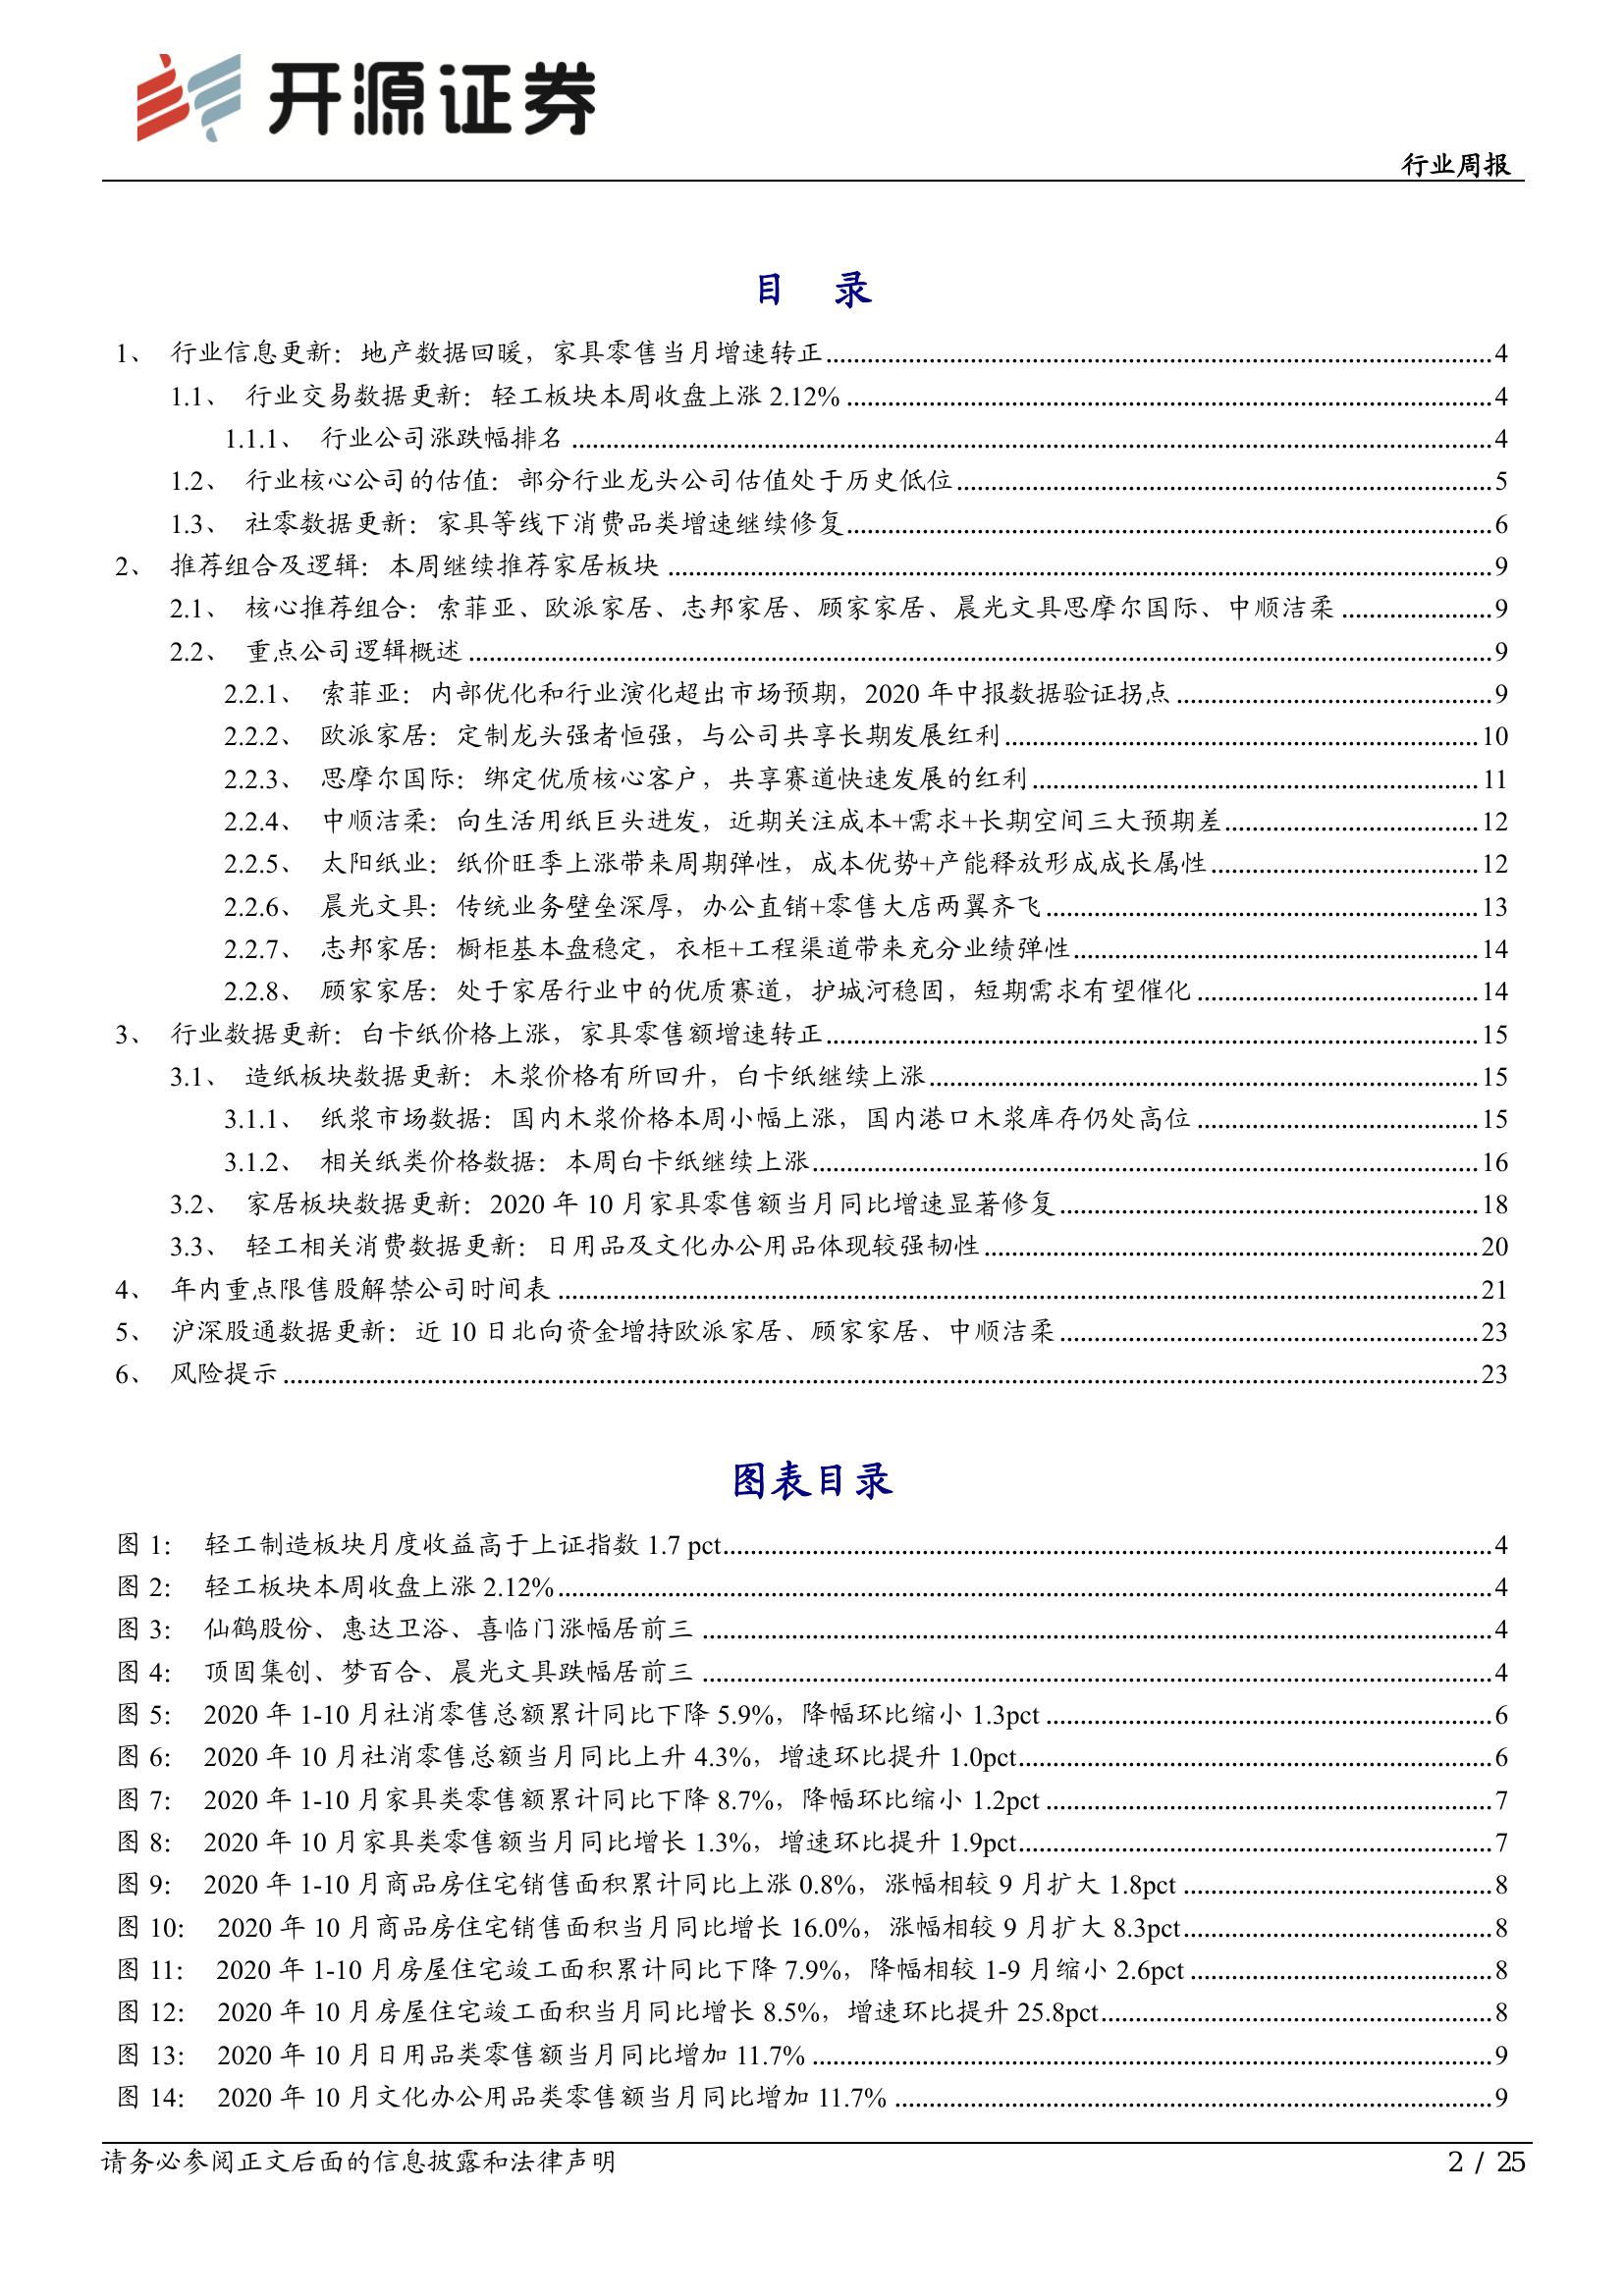 开源证券
行业周报
目 录
1、 行业信息更新：地产数据回暖，家具零售当月增速转正 4
1.1、 行业交易数据更新：轻工板块本周收盘上涨 2.12% 4
1.1.1、 行业公司涨跌幅排名 4
1.2、 行业核心公司的估值：部分行业龙头公司估值处于历史低位 5
1.3、 社零数据更新：家具等线下消费品类增速继续修复 6
2、 推荐组合及逻辑：本周继续推荐家居板块 9
2.1、 核心推荐组合：索菲亚、欧派家居、志邦家居、顾家家居、晨光文具思摩尔国际、中顺洁柔 9
2.2、 重点公司逻辑概述 9
2.2.1、 索菲亚：内部优化和行业演化超出市场预期，2020 年中报数据验证拐点 9
2.2.2、 欧派家居：定制龙头强者恒强，与公司共享长期发展红利 10
2.2.3、 思摩尔国际：绑定优质核心客户，共享赛道快速发展的红利 11
2.2.4、 中顺洁柔：向生活用纸巨头进发，近期关注成本+需求+长期空间三大预期差 12
2.2.5、 太阳纸业：纸价旺季上涨带来周期弹性，成本优势+产能释放形成成长属性 12
2.2.6、 晨光文具：传统业务壁垒深厚，办公直销+零售大店两翼齐飞 13
2.2.7、 志邦家居：橱柜基本盘稳定，衣柜+工程渠道带来充分业绩弹性 14
2.2.8、 顾家家居：处于家居行业中的优质赛道，护城河稳固，短期需求有望催化 14
3、 行业数据更新：白卡纸价格上涨，家具零售额增速转正 15
3.1、 造纸板块数据更新：木浆价格有所回升，白卡纸继续上涨 15
3.1.1、 纸浆市场数据：国内木浆价格本周小幅上涨，国内港口木浆库存仍处高位 15
3.1.2、 相关纸类价格数据：本周白卡纸继续上涨 16
3.2、 家居板块数据更新：2020 年 10 月家具零售额当月同比增速显著修复 18
3.3、 轻工相关消费数据更新：日用品及文化办公用品体现较强韧性 20
4、 年内重点限售股解禁公司时间表 21
5、 沪深股通数据更新：近 10 日北向资金增持欧派家居、顾家家居、中顺洁柔 23
6、 风险提示 23
图表目录
图 1： 轻工制造板块月度收益高于上证指数 1.7 pct 4
图 2： 轻工板块本周收盘上涨 2.12% 4
图 3： 仙鹤股份、惠达卫浴、喜临门涨幅居前三 4
图 4： 顶固集创、梦百合、晨光文具跌幅居前三 4
图 5： 2020 年 1-10 月社消零售总额累计同比下降 5.9%，降幅环比缩小 1.3pct 6
图 6： 2020 年 10 月社消零售总额当月同比上升 4.3%，增速环比提升 1.0pct 6
图 7： 2020 年 1-10 月家具类零售额累计同比下降 8.7%，降幅环比缩小 1.2pct 7
图 8： 2020 年 10 月家具类零售额当月同比增长 1.3%，增速环比提升 1.9pct 7
图 9： 2020 年 1-10 月商品房住宅销售面积累计同比上涨 0.8%，涨幅相较 9 月扩大 1.8pct 8
图 10： 2020 年 10 月商品房住宅销售面积当月同比增长 16.0%，涨幅相较 9 月扩大 8.3pct 8
图 11： 2020 年 1-10 月房屋住宅竣工面积累计同比下降 7.9%，降幅相较 1-9 月缩小 2.6pct 8
图 12： 2020 年 10 月房屋住宅竣工面积当月同比增长 8.5%，增速环比提升 25.8pct 8
图 13： 2020 年 10 月日用品类零售额当月同比增加 11.7% 9
图 14： 2020 年 10 月文化办公用品类零售额当月同比增加 11.7% 9
请务必参阅正文后面的信息披露和法律声明 2 / 25